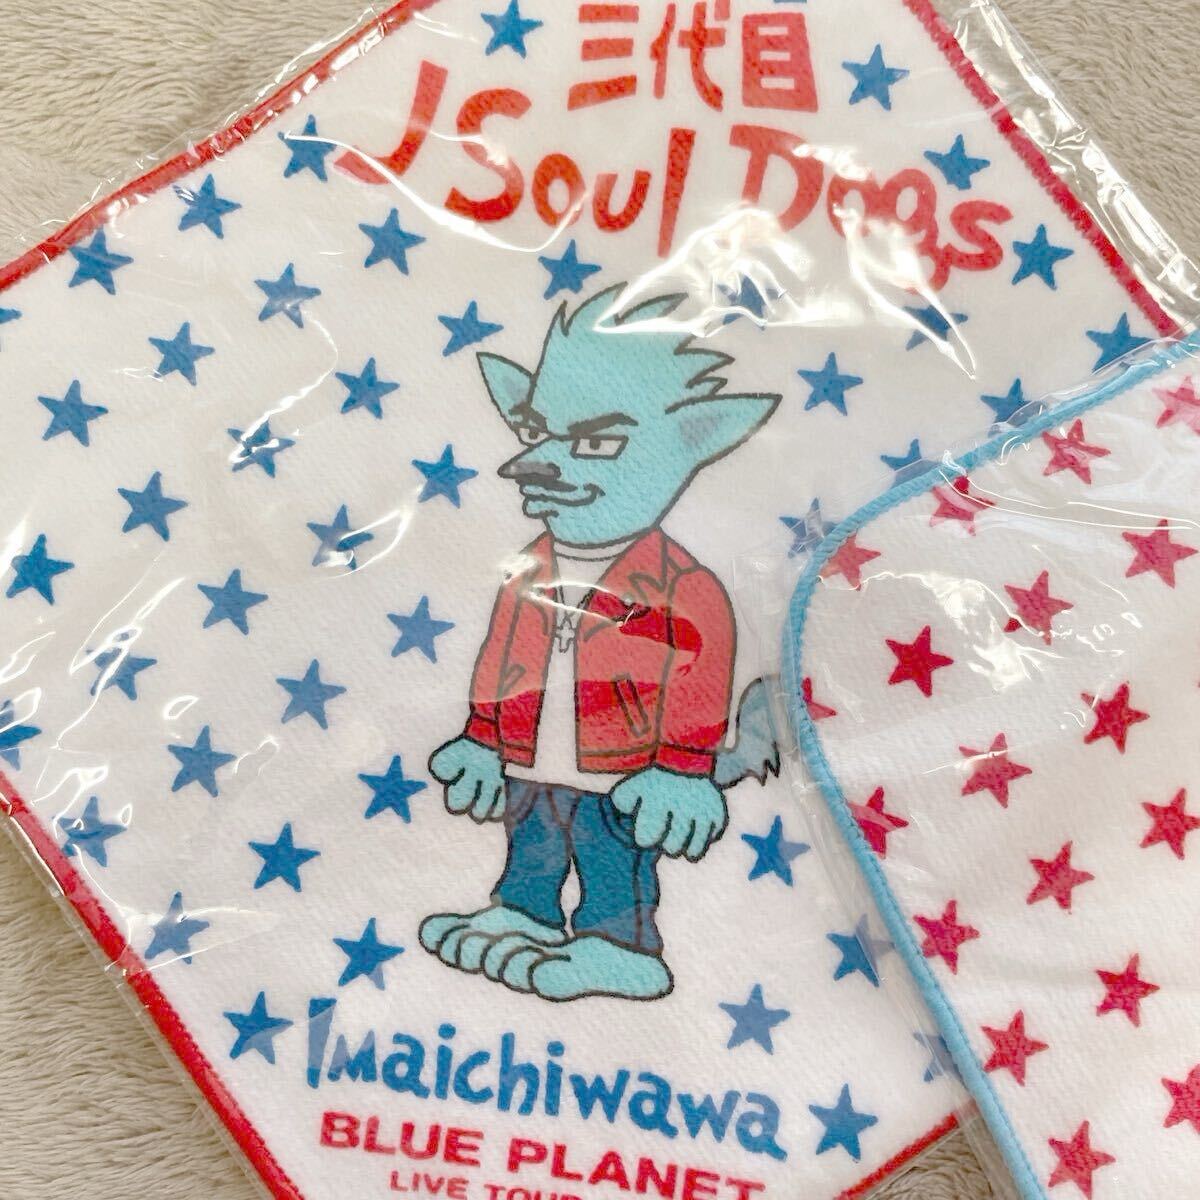 三代目
J Soul Dogs
Imaichiwawa
BLUE PLANET
LIVE TOUR